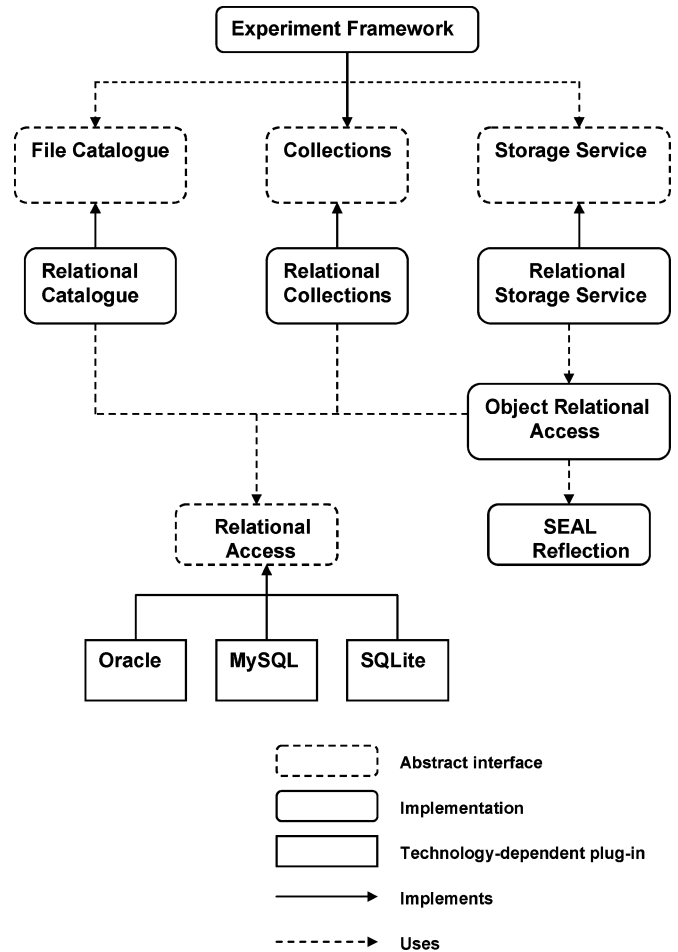 Experiment Framework
File Catalogue
Collections
Storage Service
Relational
Catalogue
Relational
Collections
Relational
Storage Service
Object Relational
Access
Relational
Access
SEAL
Reflection
Oracle
MySQL
SQLite
Abstract interface
Implementation
Technology-dependent plug-in
Implements
Uses